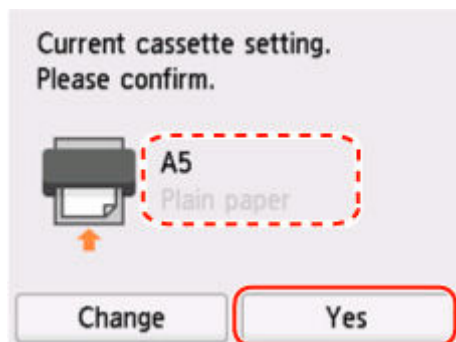 Current cassette setting.
Please confirm.
A5
Plain paper
Change
Yes